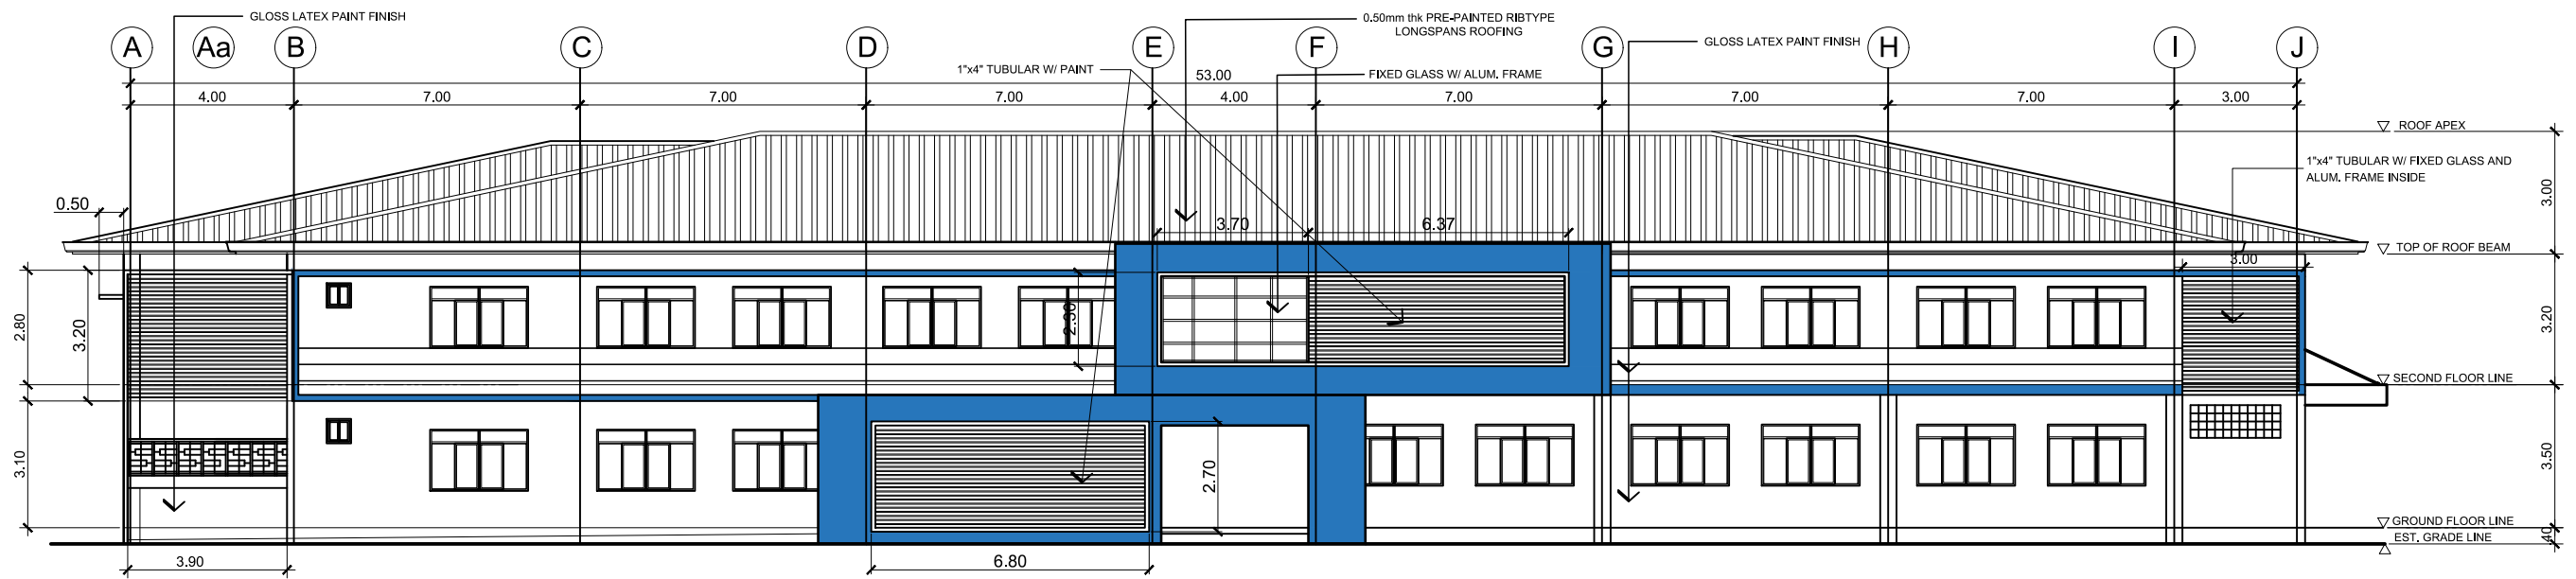 GLOSS LATEX PAINT FINISH
0.50mm thk PRE-PAINTED RIBTYPE
LONGSPANS ROOFING
A
Aa
B
C
D
E
F
G
H
I
J
GLOSS LATEX PAINT FINISH
1"x4" TUBULAR W/ PAINT
53.00
FIXED GLASS W/ ALUM. FRAME
4.00
7.00
7.00
7.00
4.00
7.00
7.00
7.00
3.00
ROOF APEX
1"x4" TUBULAR W/ FIXED GLASS AND
ALUM. FRAME INSIDE
3.00
0.50
3.70
6.37
TOP OF ROOF BEAM
3.00
2.80
3.20
2.30
3.20
SECOND FLOOR LINE
3.10
2.70
3.50
GROUND FLOOR LINE
EST. GRADE LINE
.40
3.90
6.80